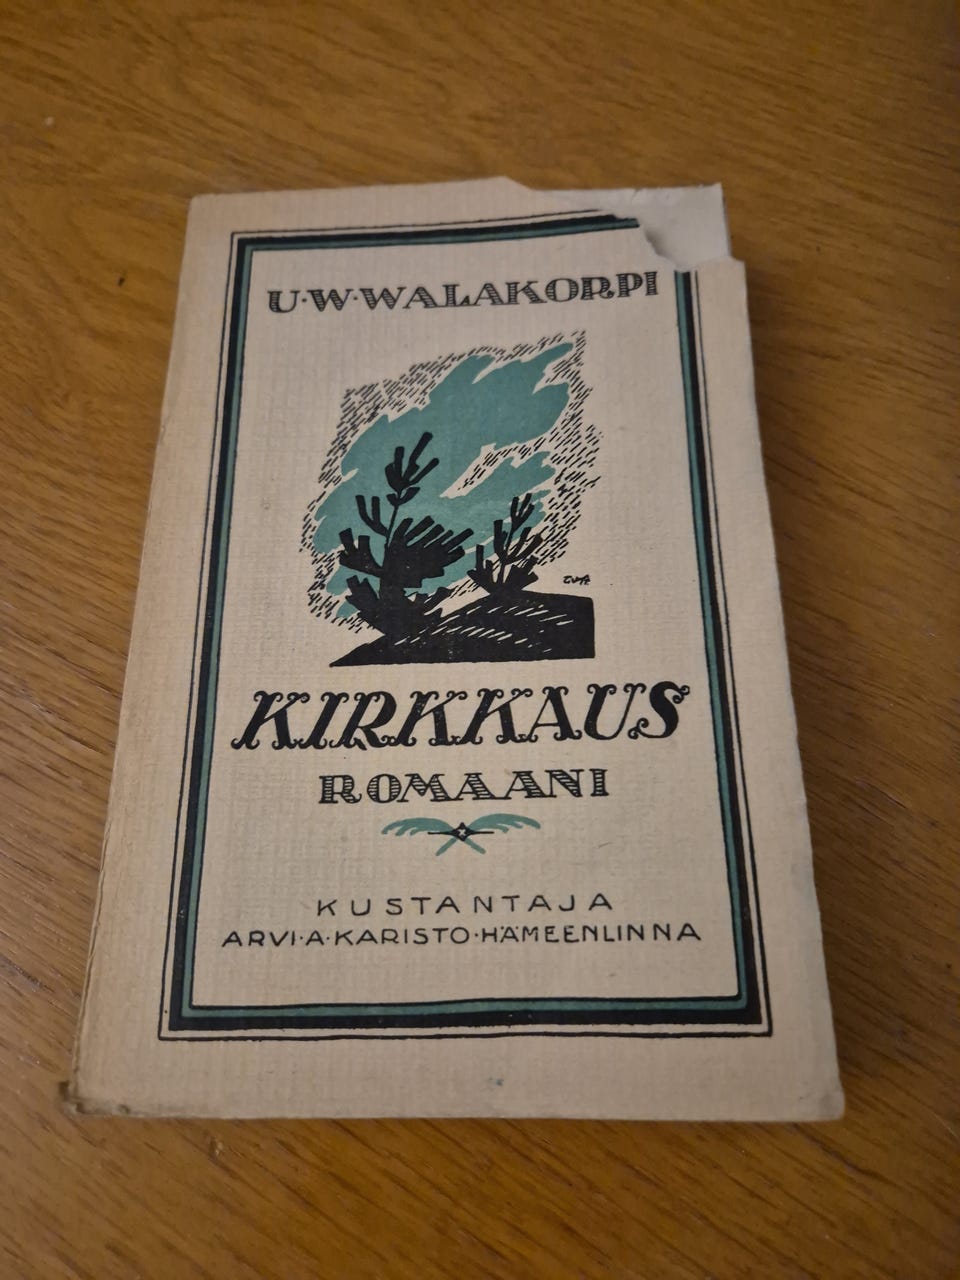 U·W·WALAKORPI
KIRKKAUS
ROMAANI
KUSTANTAJA
ARVI·A·KARISTO·HÄMEENLINNA